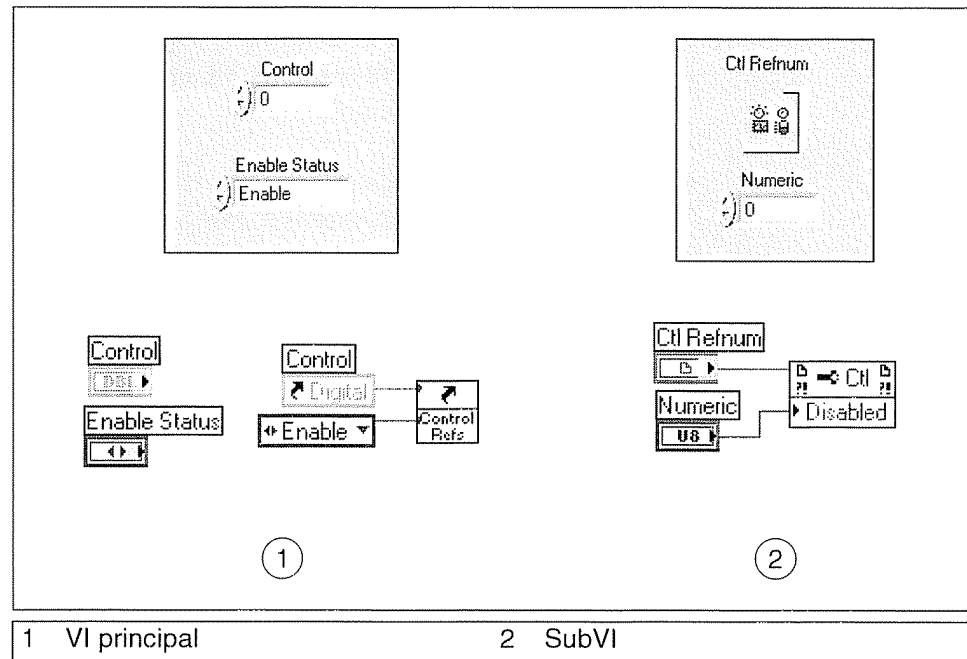 Control
0
Enable Status
Enable
Ctl Refnum
Numeric
0
Control
DBL
Enable Status
Control
Digital
Enable
Control
Refs
Ctl Refnum
Numeric
U8
?! Ctl ?!
Disabled
1
2
1 VI principal
2 SubVI